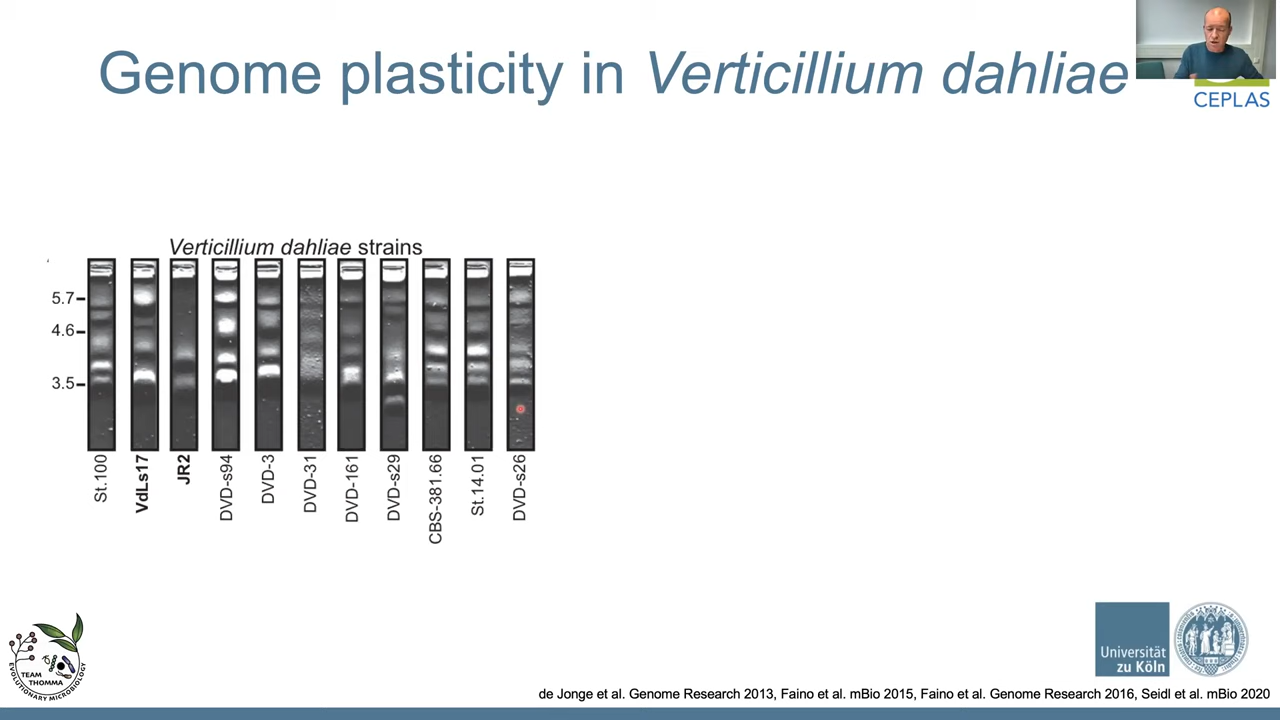 Genome plasticity in Verticillium dahliae
CEPLAS
Verticillium dahliae strains
5.7
4.6
3.5
St.100
VdLs17
JR2
DVD-s94
DVD-3
DVD-31
DVD-161
DVD-s29
CBS-381.66
St.14.01
DVD-s26
TEAM
THOMMA
EVOLUTIONARY MICROBIOLOGY
Universität
zu Köln
de Jonge et al. Genome Research 2013, Faino et al. mBio 2015, Faino et al. Genome Research 2016, Seidl et al. mBio 2020